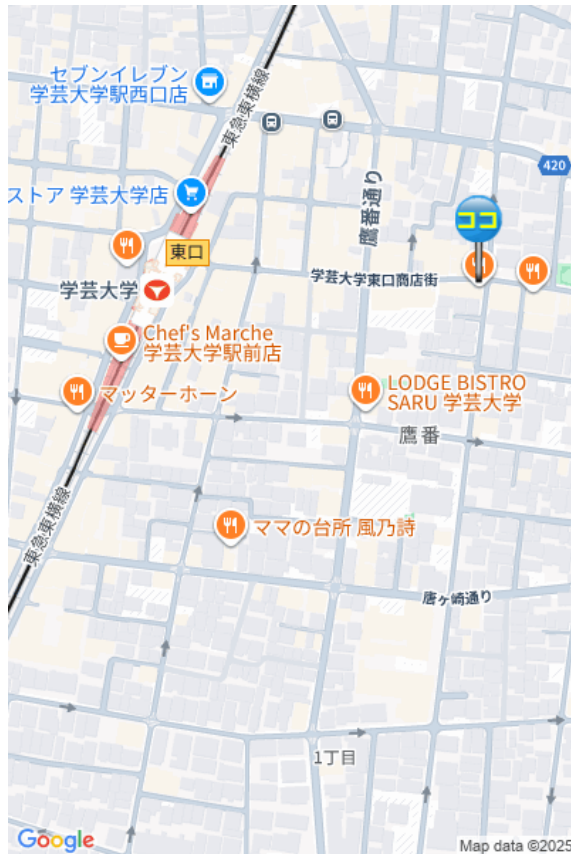 セブンイレブン
学芸大学駅西口店
東急東横線
420
ストア 学芸大学店
鷹番通り
ココ
東口
学芸大学東口商店街
学芸大学
Chef's Marche
学芸大学駅前店
マッターホーン
LODGE BISTRO
SARU 学芸大学
鷹番
東急東横線
ママの台所 風乃詩
唐ヶ崎通り
1丁目
Google
Map data ©2025